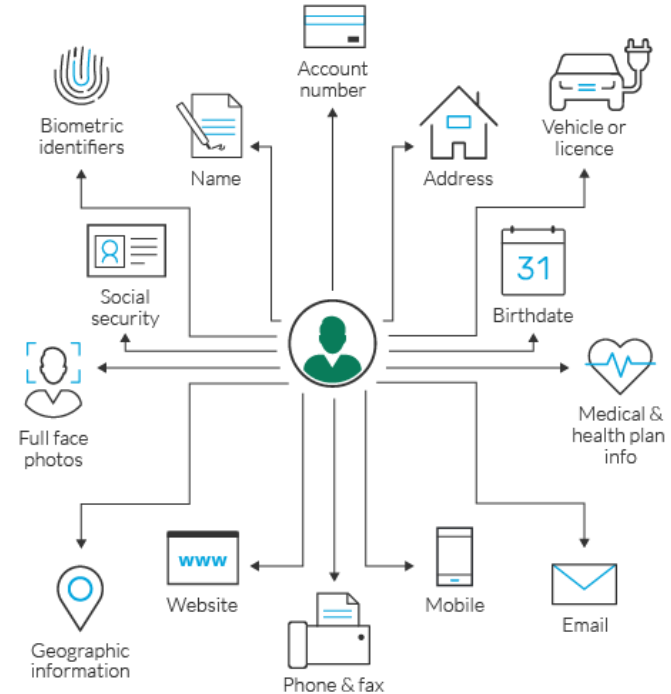 Account
number
Biometric
identifiers
Name
Address
Vehicle or
licence
Social
security
31
Birthdate
Full face
photos
Medical &
health plan
info
www
Website
Mobile
Email
Geographic
information
Phone & fax